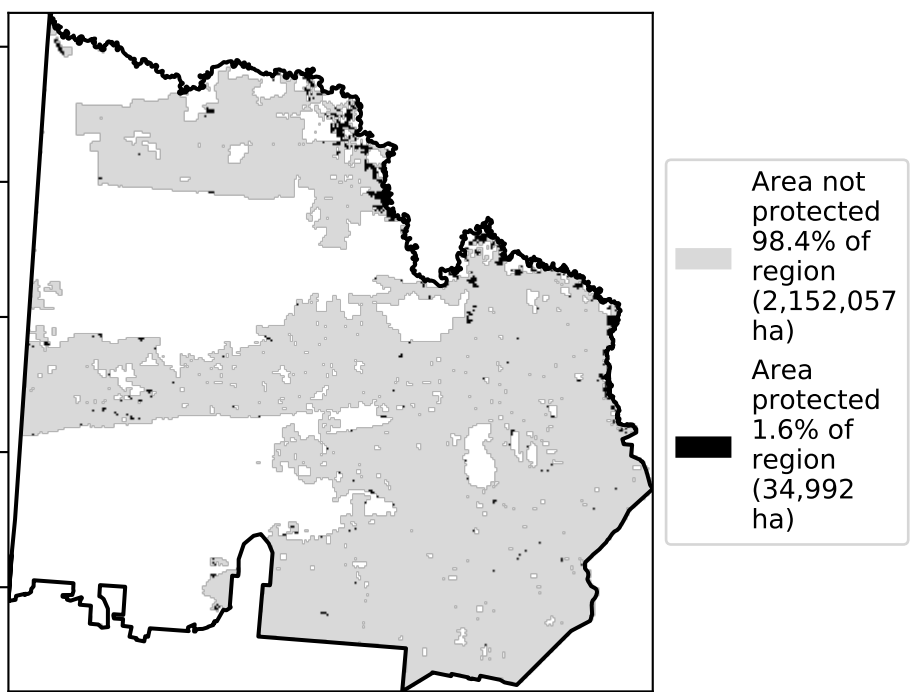 Area not
protected
98.4% of
region
(2,152,057
ha)
Area
protected
1.6% of
region
(34,992
ha)